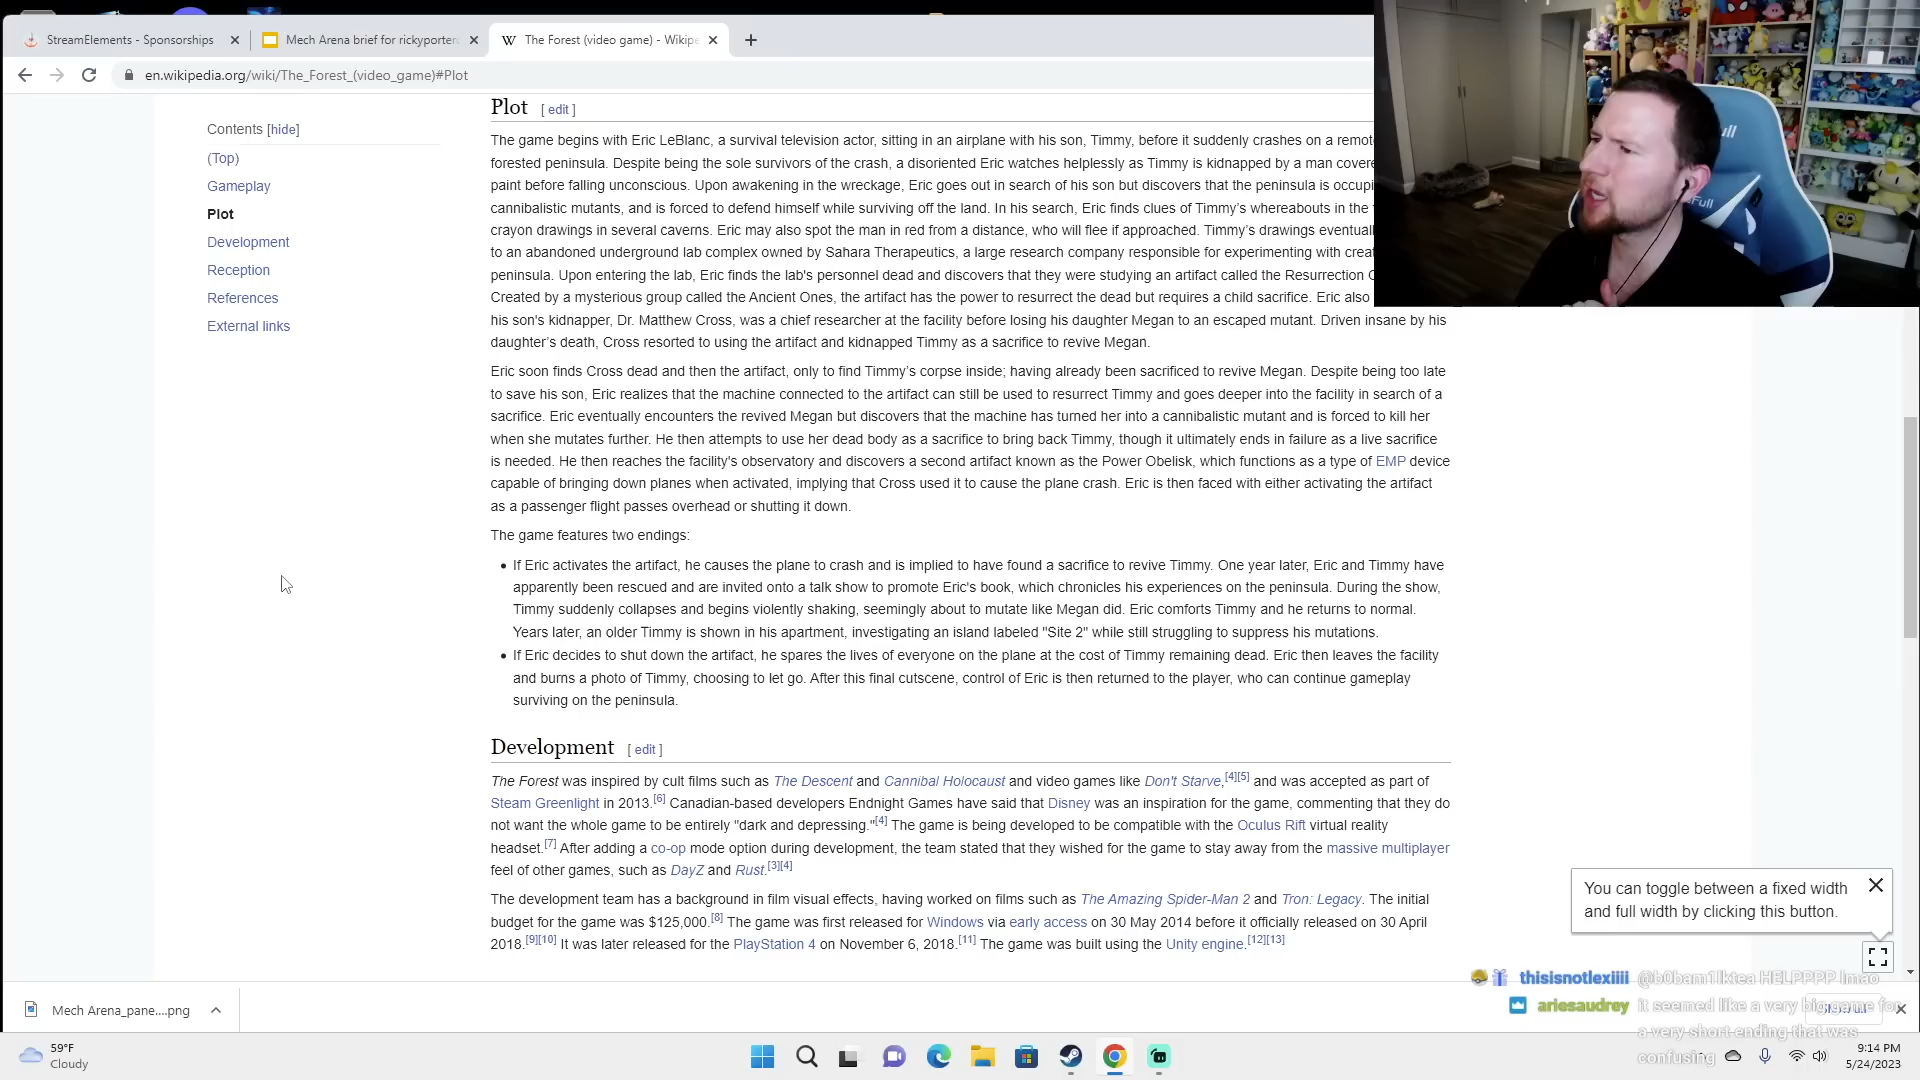 StreamElements - Sponsorships
Mech Arena brief for rickyporter
The Forest (video game) - Wikipe
en.wikipedia.org/wiki/The_Forest_(video_game)#Plot
Contents [hide]
(Top)
Gameplay
Plot
Development
Reception
References
External links
Plot [ edit ]
The game begins with Eric LeBlanc, a survival television actor, sitting in an airplane with his son, Timmy, before it suddenly crashes on a remot
forested peninsula. Despite being the sole survivors of the crash, a disoriented Eric watches helplessly as Timmy is kidnapped by a man covere
paint before falling unconscious. Upon awakening in the wreckage, Eric goes out in search of his son but discovers that the peninsula is occupi
cannibalistic mutants, and is forced to defend himself while surviving off the land. In his search, Eric finds clues of Timmy's whereabouts in the
crayon drawings in several caverns. Eric may also spot the man in red from a distance, who will flee if approached. Timmy's drawings eventuall
to an abandoned underground lab complex owned by Sahara Therapeutics, a large research company responsible for experimenting with creat
peninsula. Upon entering the lab, Eric finds the lab's personnel dead and discovers that they were studying an artifact called the Resurrection
Created by a mysterious group called the Ancient Ones, the artifact has the power to resurrect the dead but requires a child sacrifice. Eric also
his son's kidnapper, Dr. Matthew Cross, was a chief researcher at the facility before losing his daughter Megan to an escaped mutant. Driven insane by his
daughter's death, Cross resorted to using the artifact and kidnapped Timmy as a sacrifice to revive Megan.
Eric soon finds Cross dead and then the artifact, only to find Timmy's corpse inside; having already been sacrificed to revive Megan. Despite being too late
to save his son, Eric realizes that the machine connected to the artifact can still be used to resurrect Timmy and goes deeper into the facility in search of a
sacrifice. Eric eventually encounters the revived Megan but discovers that the machine has turned her into a cannibalistic mutant and is forced to kill her
when she mutates further. He then attempts to use her dead body as a sacrifice to bring back Timmy, though it ultimately ends in failure as a live sacrifice
is needed. He then reaches the facility's observatory and discovers a second artifact known as the Power Obelisk, which functions as a type of EMP device
capable of bringing down planes when activated, implying that Cross used it to cause the plane crash. Eric is then faced with either activating the artifact
as a passenger flight passes overhead or shutting it down.
The game features two endings:
• If Eric activates the artifact, he causes the plane to crash and is implied to have found a sacrifice to revive Timmy. One year later, Eric and Timmy have
apparently been rescued and are invited onto a talk show to promote Eric's book, which chronicles his experiences on the peninsula. During the show,
Timmy suddenly collapses and begins violently shaking, seemingly about to mutate like Megan did. Eric comforts Timmy and he returns to normal.
Years later, an older Timmy is shown in his apartment, investigating an island labeled "Site 2" while still struggling to suppress his mutations.
• If Eric decides to shut down the artifact, he spares the lives of everyone on the plane at the cost of Timmy remaining dead. Eric then leaves the facility
and burns a photo of Timmy, choosing to let go. After this final cutscene, control of Eric is then returned to the player, who can continue gameplay
surviving on the peninsula.
Development [ edit ]
The Forest was inspired by cult films such as The Descent and Cannibal Holocaust and video games like Don't Starve,[4][5] and was accepted as part of
Steam Greenlight in 2013.[6] Canadian-based developers Endnight Games have said that Disney was an inspiration for the game, commenting that they do
not want the whole game to be entirely "dark and depressing."[4] The game is being developed to be compatible with the Oculus Rift virtual reality
headset.[7] After adding a co-op mode option during development, the team stated that they wished for the game to stay away from the massive multiplayer
feel of other games, such as DayZ and Rust.[3][4]
The development team has a background in film visual effects, having worked on films such as The Amazing Spider-Man 2 and Tron: Legacy. The initial
budget for the game was $125,000.[8] The game was first released for Windows via early access on 30 May 2014 before it officially released on 30 April
2018.[9][10] It was later released for the PlayStation 4 on November 6, 2018.[11] The game was built using the Unity engine.[12][13]
You can toggle between a fixed width
and full width by clicking this button.
thisisnotlexiiii @b0bam1lktea HELPPPP lmao
ariesaudrey it seemed like a very big game for
a very short ending that was
confusing
Mech Arena_pane....png
59°F
Cloudy
9:14 PM
5/24/2023